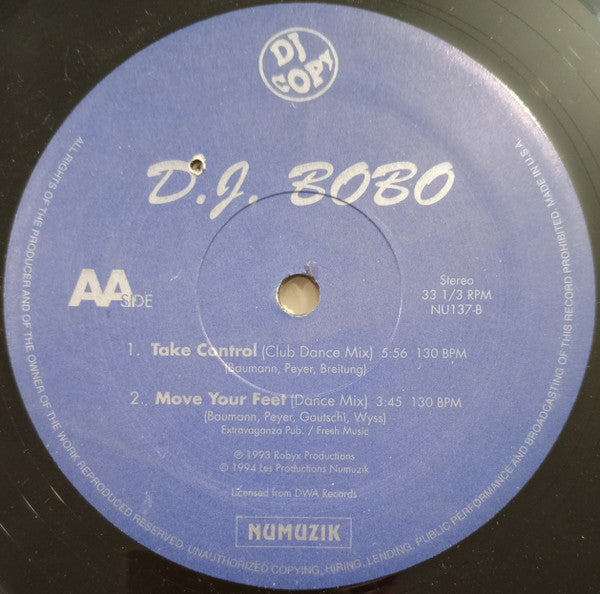 DJ
COPY
D.J. BOBO
AA SIDE
Stereo
33 1/3 RPM
NU137-B
1. Take Control (Club Dance Mix) 5:56 130 BPM
(Baumann, Peyer, Breitung)
2. Move Your Feet (Dance Mix) 3:45 130 BPM
(Baumann, Peyer, Gautschi, Wyss)
Extravaganza Pub. / Fresh Music
℗ 1993 Robyx Productions
© 1994 Les Productions Numuzik
Licensed from DWA Records
NUMUZIK
ALL RIGHTS OF THE PRODUCER AND OF THE OWNER OF THE WORK REPRODUCED RESERVED. UNAUTHORIZED COPYING, HIRING, LENDING, PUBLIC PERFORMANCE AND BROADCASTING OF THIS RECORD PROHIBITED. MADE IN U.S.A.